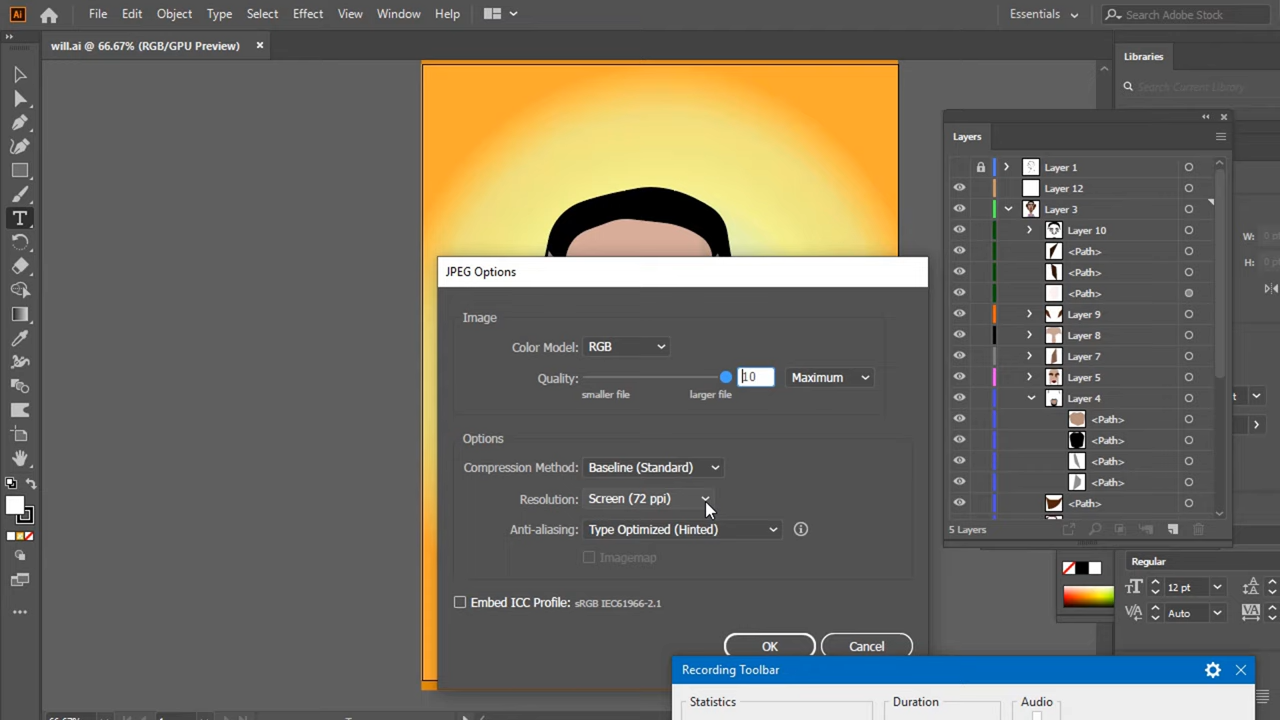 Ai File Edit Object Type Select Effect View Window Help Essentials Search Adobe Stock
will.ai @ 66.67% (RGB/GPU Preview) ×
Libraries
Search Current Library
Layers
Layer 1
Layer 12
Layer 3
Layer 10
<Path>
<Path>
<Path>
Layer 9
Layer 8
Layer 7
Layer 5
Layer 4
<Path>
<Path>
<Path>
<Path>
<Path>
5 Layers
W:
H:
JPEG Options
Image
Color Model: RGB
Quality: 10 Maximum
smaller file larger file
Options
Compression Method: Baseline (Standard)
Resolution: Screen (72 ppi)
Anti-aliasing: Type Optimized (Hinted)
Imagemap
Embed ICC Profile: sRGB IEC61966-2.1
OK Cancel
Regular
12 pt
Auto
Recording Toolbar
Statistics Duration Audio